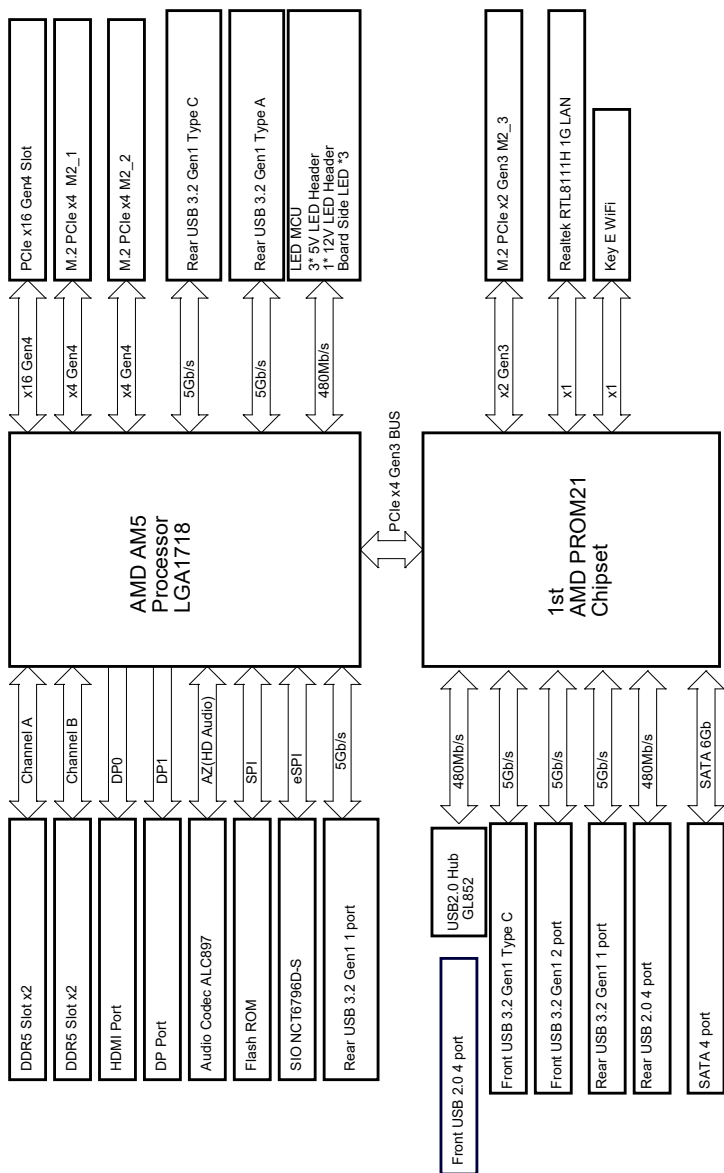 PCIe x16 Gen4 Slot
M.2 PCIe x4 M2_1
M.2 PCIe x4 M2_2
Rear USB 3.2 Gen1 Type C
Rear USB 3.2 Gen1 Type A
LED MCU
3* 5V LED Header
1* 12V LED Header
Board Side LED *3
x16 Gen4
x4 Gen4
x4 Gen4
5Gb/s
5Gb/s
480Mb/s
AMD AM5
Processor
LGA1718
Channel A
Channel B
DP0
DP1
AZ(HD Audio)
SPI
eSPI
5Gb/s
DDR5 Slot x2
DDR5 Slot x2
HDMI Port
DP Port
Audio Codec ALC897
Flash ROM
SIO NCT6796D-S
Rear USB 3.2 Gen1 1 port
PCIe x4 Gen3 BUS
M.2 PCIe x2 Gen3 M2_3
Realtek RTL8111H 1G LAN
Key E WiFi
x2 Gen3
x1
x1
1st
AMD PROM21
Chipset
480Mb/s
5Gb/s
5Gb/s
5Gb/s
480Mb/s
SATA 6Gb
USB2.0 Hub
GL852
Front USB 2.0 4 port
Front USB 3.2 Gen1 Type C
Front USB 3.2 Gen1 2 port
Rear USB 3.2 Gen1 1 port
Rear USB 2.0 4 port
SATA 4 port